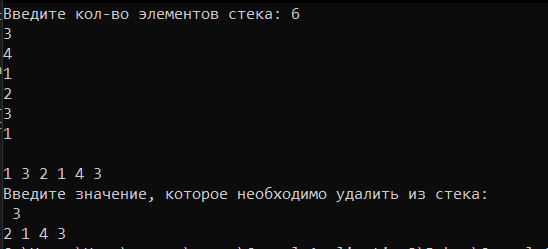 Введите кол-во элементов стека: 6
3
4
1
2
3
1
1 3 2 1 4 3
Введите значение, которое необходимо удалить из стека:
3
2 1 4 3